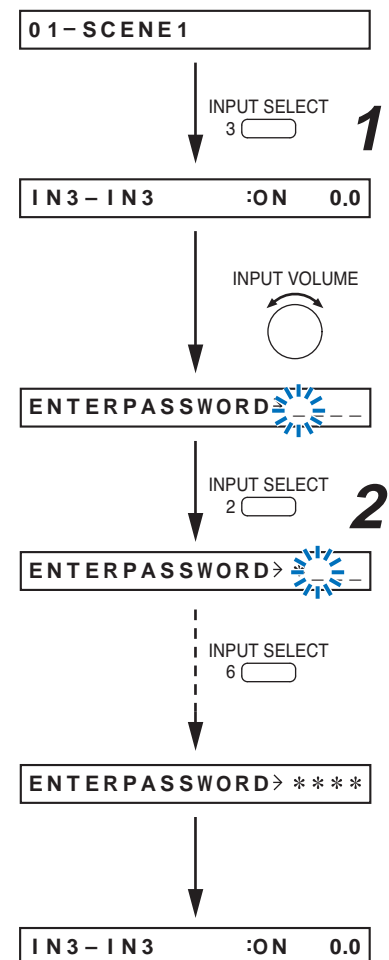 01–SCENE1
INPUT SELECT
3
1
IN3–IN3 :ON 0.0
INPUT VOLUME
ENTERPASSWORD> _ _ _ _
INPUT SELECT
2
2
ENTERPASSWORD> * _ _ _
INPUT SELECT
6
ENTERPASSWORD> ****
IN3–IN3 :ON 0.0